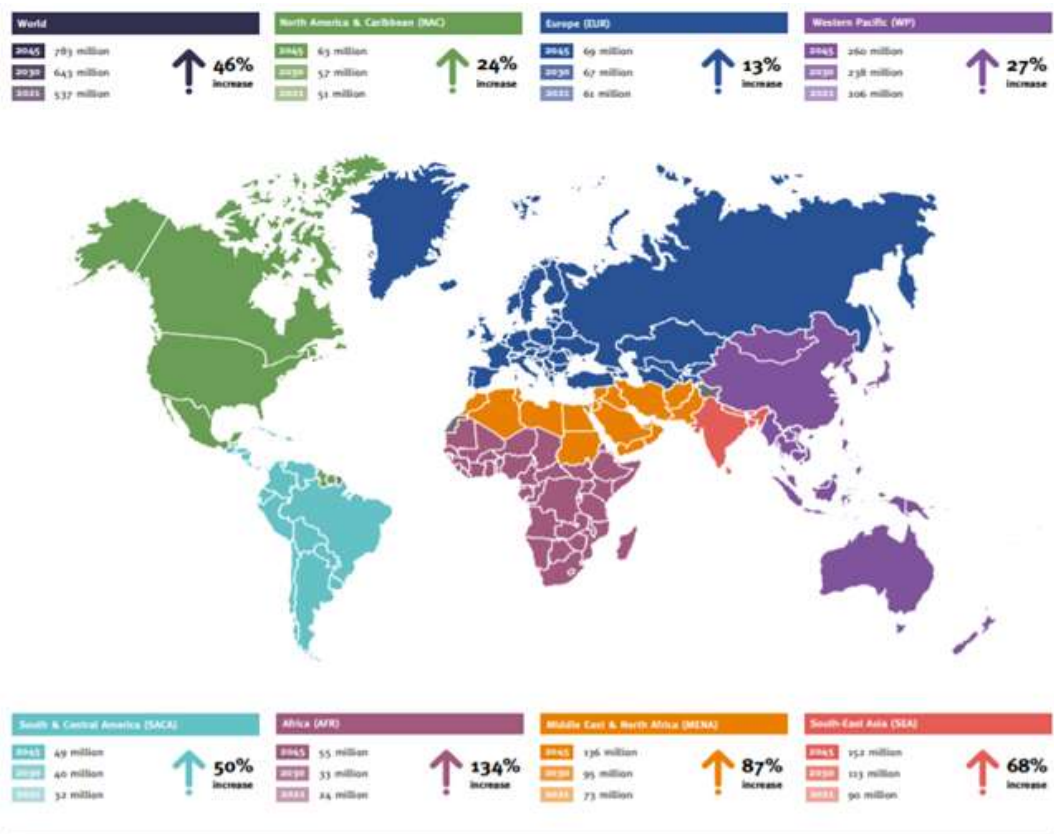 World
2045 783 million
2030 643 million
2021 537 million
46%
increase
North America & Caribbean (NAC)
2045 63 million
2030 57 million
2021 51 million
24%
increase
Europe (EUR)
2045 69 million
2030 67 million
2021 61 million
13%
increase
Western Pacific (WP)
2045 260 million
2030 238 million
2021 206 million
27%
increase
South & Central America (SACA)
2045 49 million
2030 40 million
2021 32 million
50%
increase
Africa (AFR)
2045 55 million
2030 33 million
2021 24 million
134%
increase
Middle East & North Africa (MENA)
2045 136 million
2030 95 million
2021 73 million
87%
increase
South-East Asia (SEA)
2045 152 million
2030 113 million
2021 90 million
68%
increase